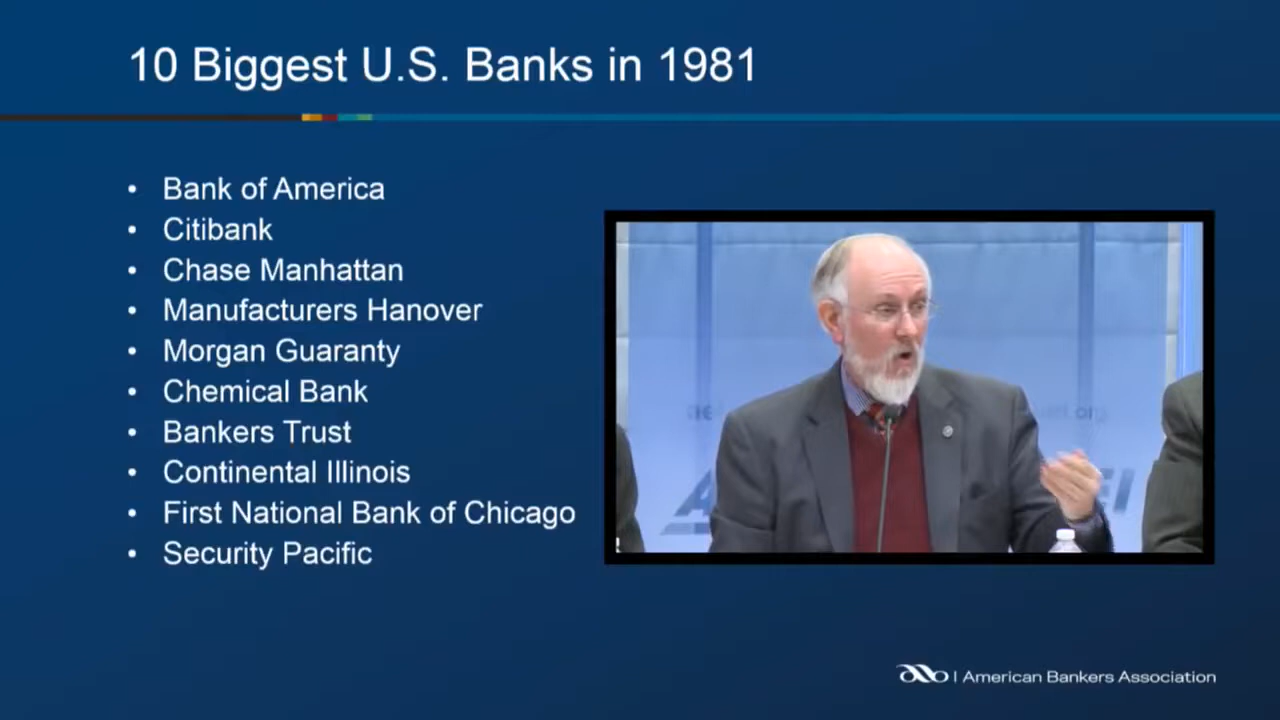 10 Biggest U.S. Banks in 1981
• Bank of America
• Citibank
• Chase Manhattan
• Manufacturers Hanover
• Morgan Guaranty
• Chemical Bank
• Bankers Trust
• Continental Illinois
• First National Bank of Chicago
• Security Pacific
| American Bankers Association